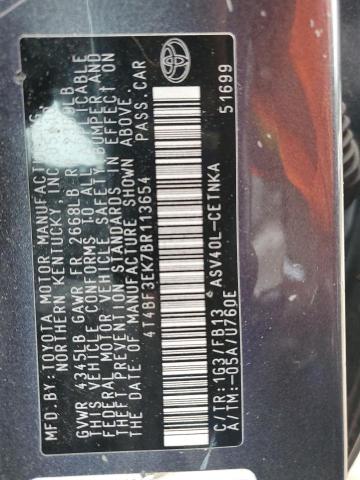 MFD. BY: TOYOTA MOTOR MANUFACTURING,
NORTHERN KENTUCKY, INC.
GVWR 4345LB GAWR FR 2668LB
THIS VEHICLE CONFORMS TO ALL APPLICABLE
FEDERAL MOTOR VEHICLE SAFETY, BUMPER, AND
THEFT PREVENTION STANDARDS IN EFFECT ON
THE DATE OF MANUFACTURE SHOWN ABOVE.
4T4BF3EK7BR113654 PASS.CAR
ASV40L-CETNKA 51699
C/TR:1G3/FB13
A/TM:-05A/U760E
TOYOTA